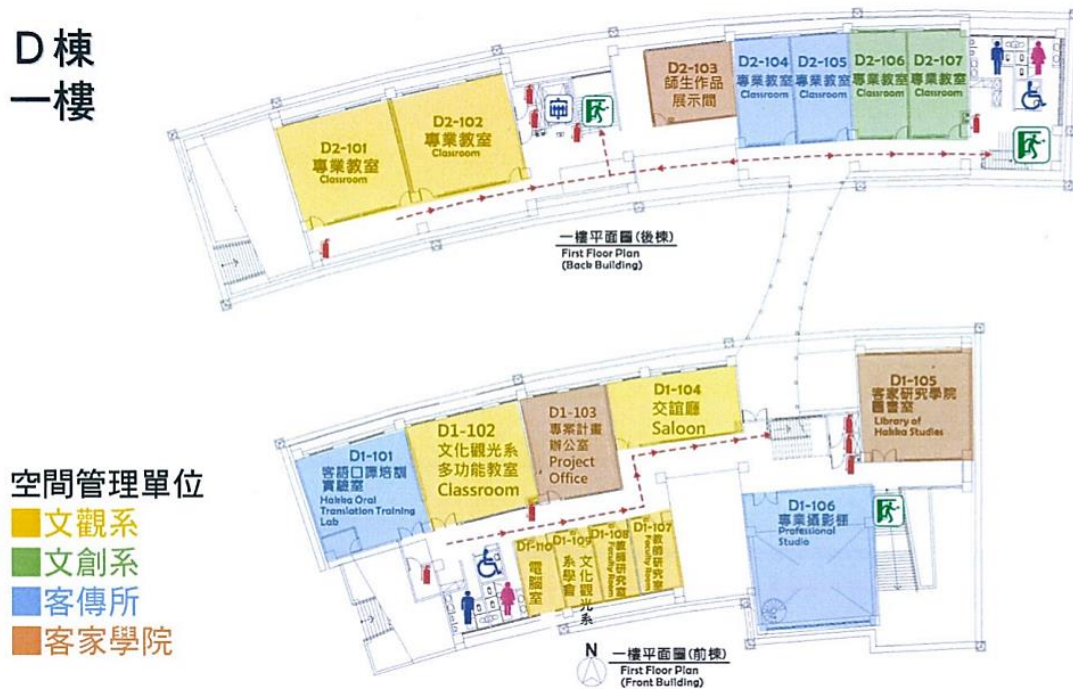 D棟
一樓
D2-101
專業教室
Classroom
D2-102
專業教室
Classroom
D2-103
師生作品
展示間
D2-104
專業教室
Classroom
D2-105
專業教室
Classroom
D2-106
專業教室
Classroom
D2-107
專業教室
Classroom
一樓平面圖(後棟)
First Floor Plan
(Back Building)
D1-101
客語口譯培訓
實驗室
Hakka Oral
Translation Training
Lab
D1-102
文化觀光系
多功能教室
Classroom
D1-103
專案計畫
辦公室
Project
Office
D1-104
交誼廳
Saloon
D1-105
客家研究學院
圖書室
Library of
Hakka Studies
D1-106
專業攝影棚
Professional
Studio
D1-107
教師研究室
Faculty Room
D1-108
教師研究室
Faculty Room
D1-109
文化觀光系
系學會
D1-110
電腦室
空間管理單位
文觀系
文創系
客傳所
客家學院
N
一樓平面圖(前棟)
First Floor Plan
(Front Building)